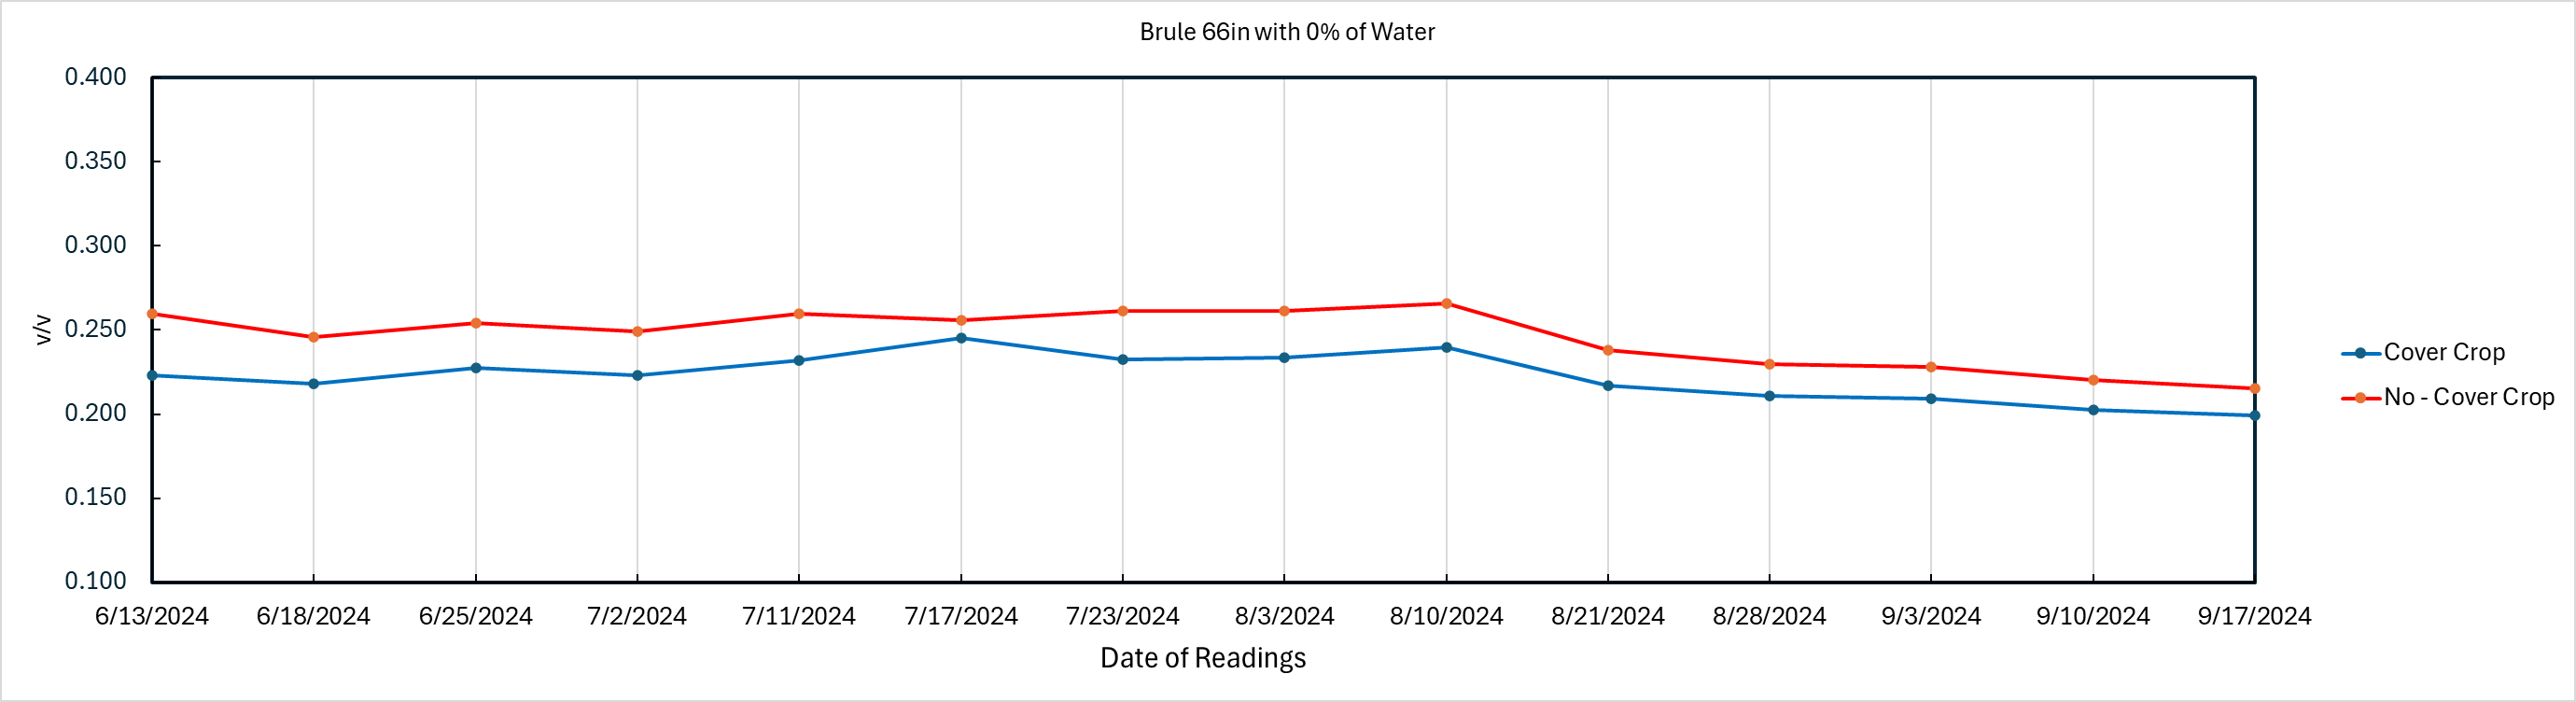 Brule 66in with 0% of Water
0.400
0.350
0.300
0.250
0.200
0.150
0.100
v/v
6/13/2024 6/18/2024 6/25/2024 7/2/2024 7/11/2024 7/17/2024 7/23/2024 8/3/2024 8/10/2024 8/21/2024 8/28/2024 9/3/2024 9/10/2024 9/17/2024
Date of Readings
Cover Crop
No - Cover Crop